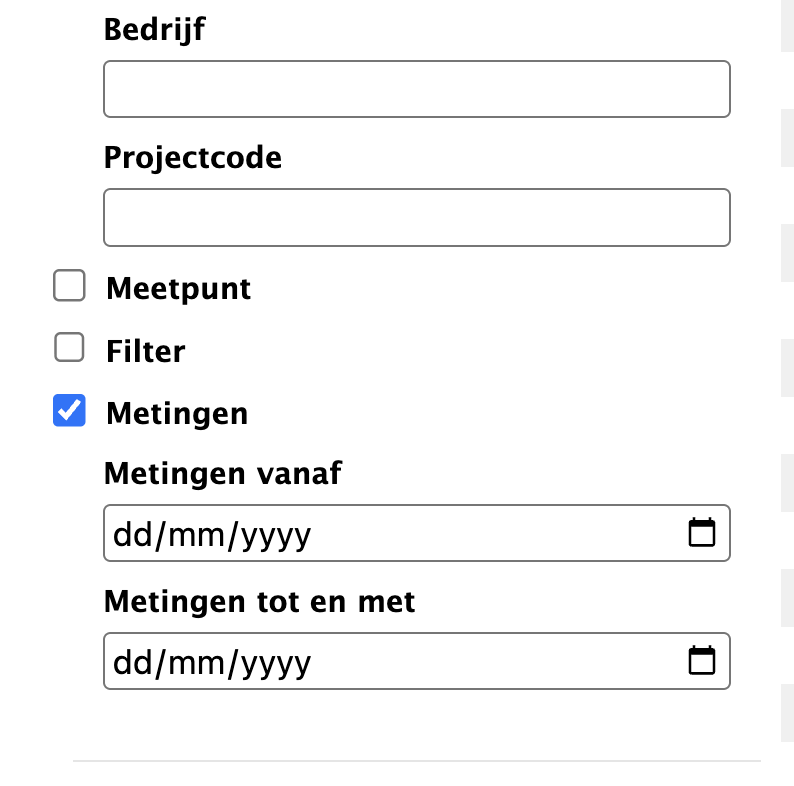 Bedrijf
Projectcode
Meetpunt
Filter
Metingen
Metingen vanaf
dd/mm/yyyy
Metingen tot en met
dd/mm/yyyy